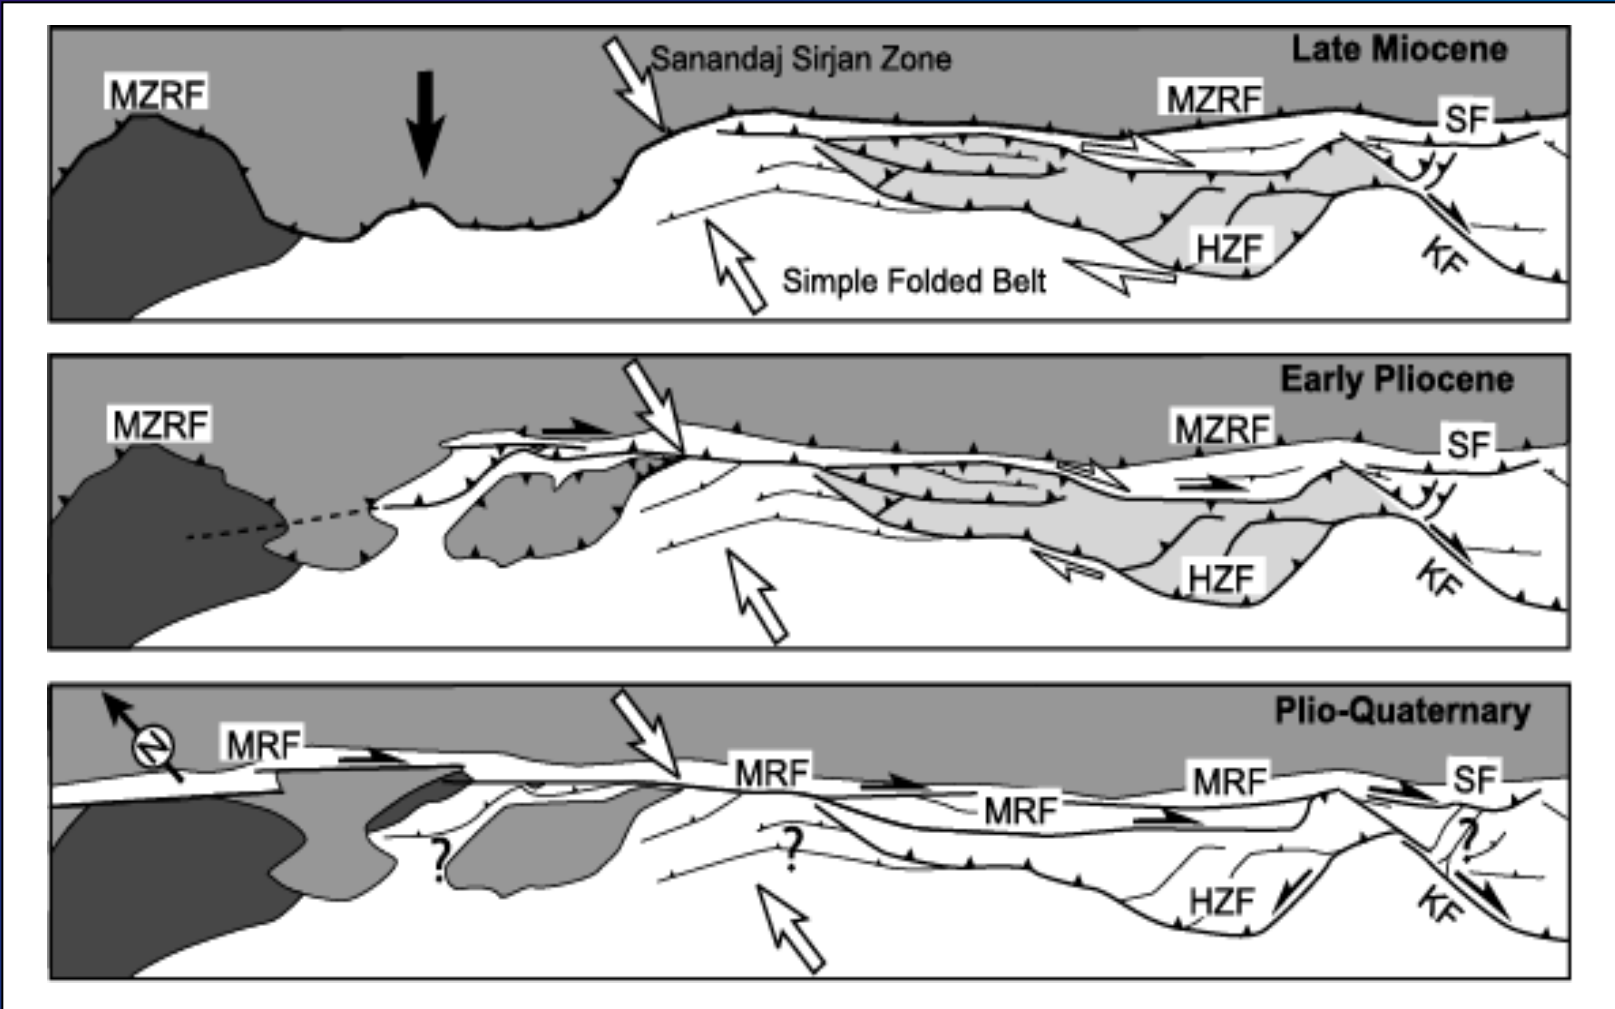 Late Miocene
Sanandaj Sirjan Zone
MZRF
MZRF
SF
HZF
KF
Simple Folded Belt
Early Pliocene
MZRF
MZRF
SF
HZF
KF
Plio-Quaternary
N
MRF
MRF
MRF
SF
MRF
?
?
?
HZF
KF